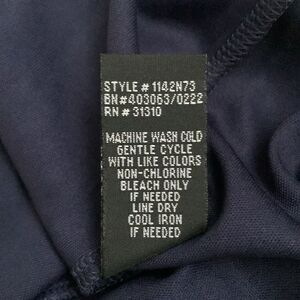 STYLE # 1142N73
BN#403063/0222
RN # 31310
MACHINE WASH COLD
GENTLE CYCLE
WITH LIKE COLORS
NON-CHLORINE
BLEACH ONLY
IF NEEDED
LINE DRY
COOL IRON
IF NEEDED